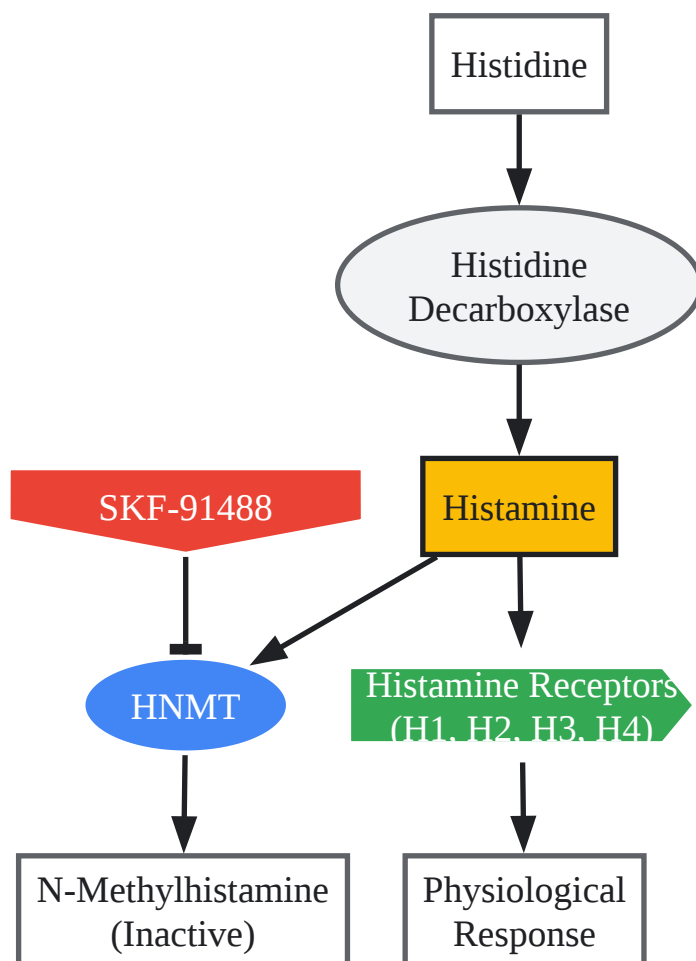 Histidine
Histidine
Decarboxylase
SKF-91488
Histamine
HNMT
Histamine Receptors
(H1, H2, H3, H4)
N-Methylhistamine
(Inactive)
Physiological
Response